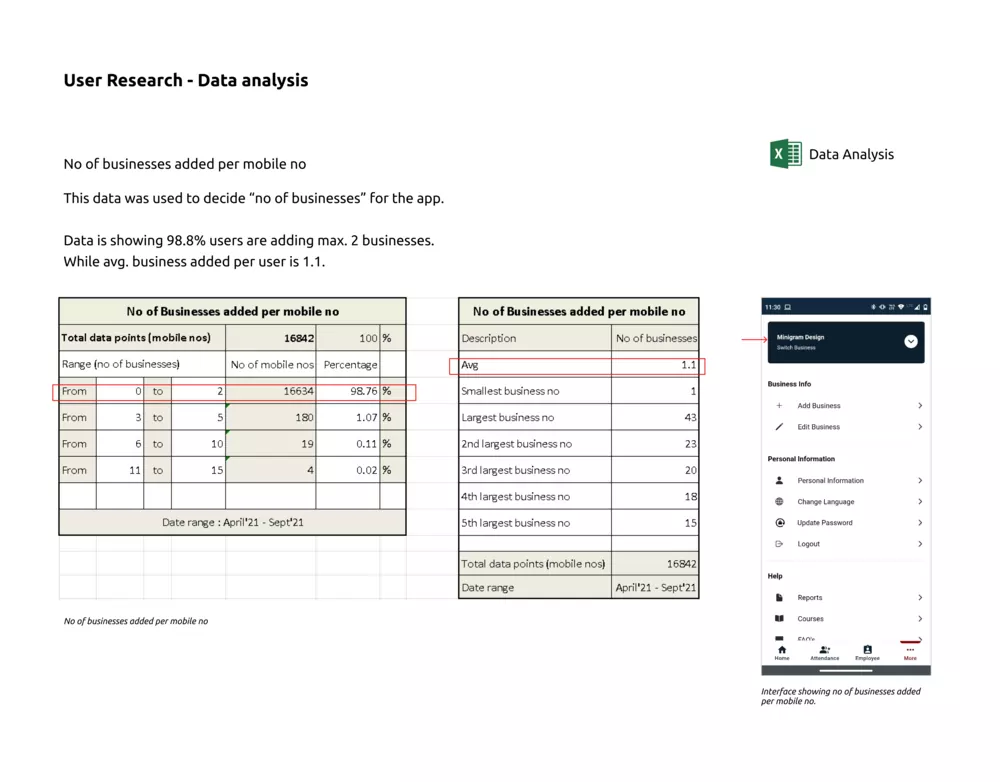 User Research - Data analysis
No of businesses added per mobile no
This data was used to decide “no of businesses” for the app.
Data is showing 98.8% users are adding max. 2 businesses.
While avg. business added per user is 1.1.
Data Analysis
No of Businesses added per mobile no
Total data points (mobile nos) 16842 100 %
Range (no of businesses) No of mobile nos Percentage
From 0 to 2 16634 98.76 %
From 3 to 5 180 1.07 %
From 6 to 10 19 0.11 %
From 11 to 15 4 0.02 %
Date range : April'21 - Sept'21
No of businesses added per mobile no
No of Businesses added per mobile no
Description No of businesses
Avg 1.1
Smallest business no 1
Largest business no 43
2nd largest business no 23
3rd largest business no 20
4th largest business no 18
5th largest business no 15
Total data points (mobile nos) 16842
Date range April'21 - Sept'21
11:30
Minigram Design
Switch Business
Business Info
Add Business
Edit Business
Personal Information
Personal Information
Change Language
Update Password
Logout
Help
Reports
Courses
FAQ's
Home Attendance Employee More
Interface showing no of businesses added
per mobile no.